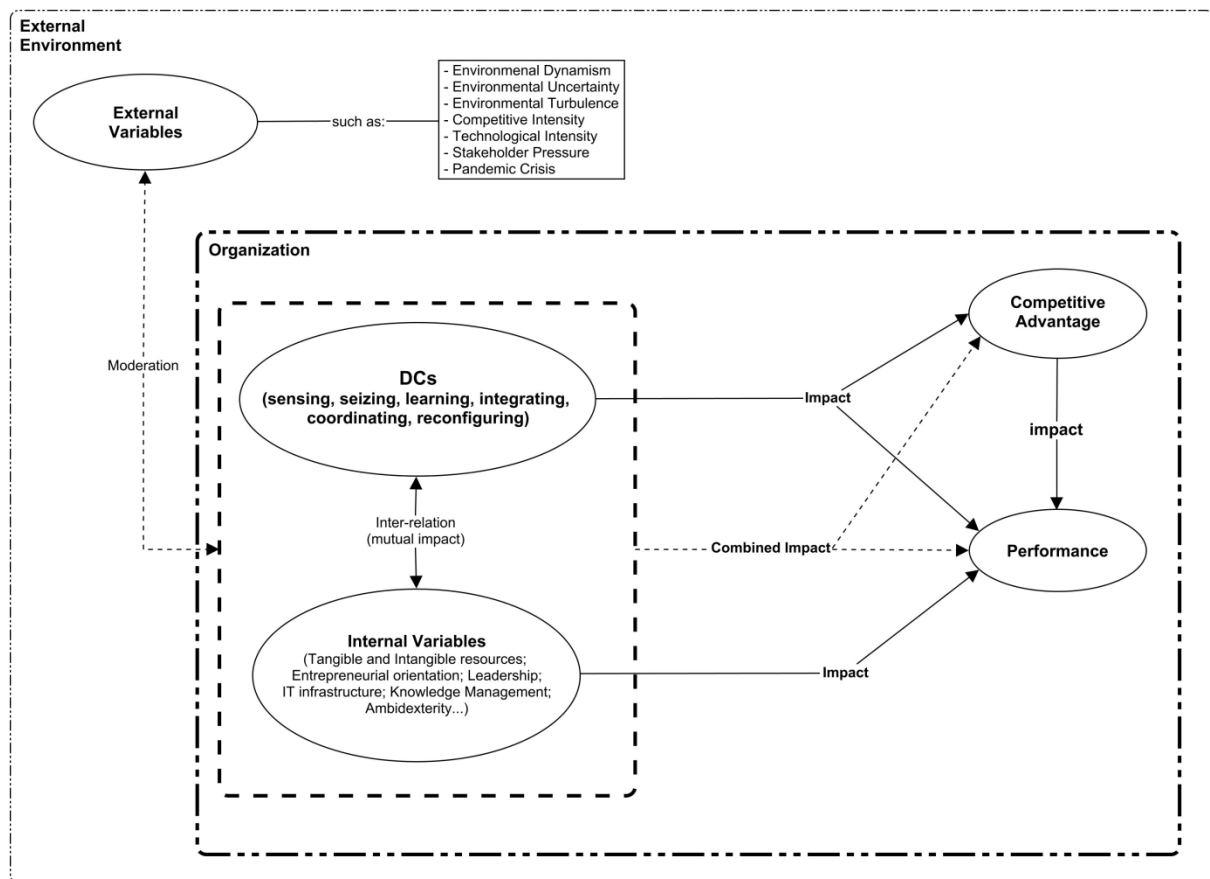 External
Environment
External
Variables
such as:
- Environmenal Dynamism
- Environmental Uncertainty
- Environmental Turbulence
- Competitive Intensity
- Technological Intensity
- Stakeholder Pressure
- Pandemic Crisis
Organization
Moderation
DCs
(sensing, seizing, learning, integrating,
coordinating, reconfiguring)
Impact
Competitive
Advantage
impact
Inter-relation
(mutual impact)
Combined Impact
Performance
Internal Variables
(Tangible and Intangible resources;
Entrepreneurial orientation; Leadership;
IT infrastructure; Knowledge Management;
Ambidexterity...)
Impact